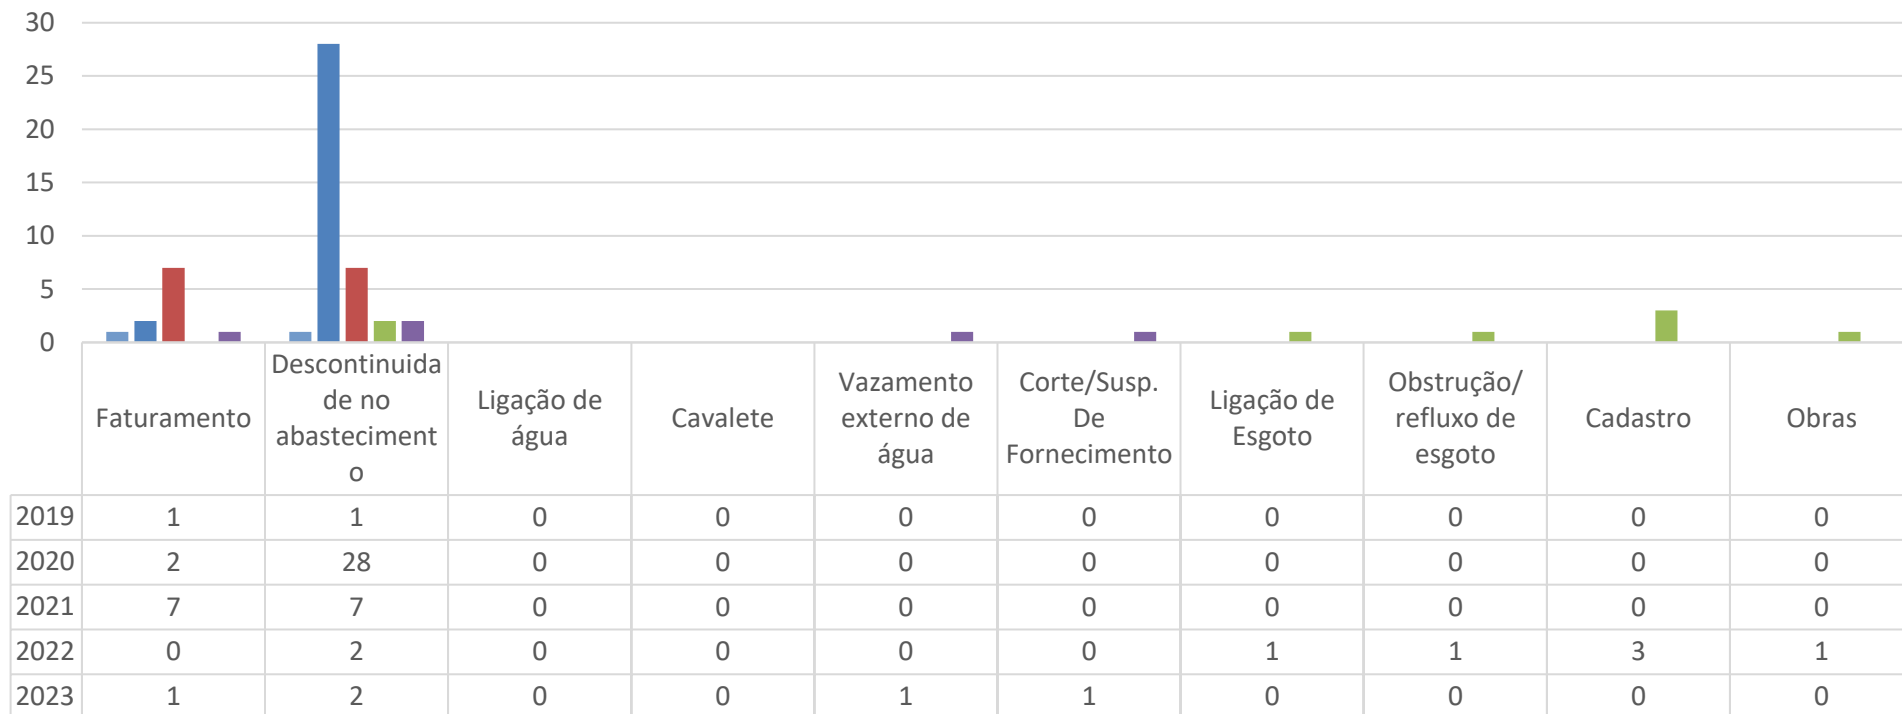 30
25
20
15
10
5
0
Faturamento
Descontinuida
de no
abasteciment
o
Ligação de
água
Cavalete
Vazamento
externo de
água
Corte/Susp.
De
Fornecimento
Ligação de
Esgoto
Obstrução/
refluxo de
esgoto
Cadastro
Obras
2019 1 1 0 0 0 0 0 0 0 0
2020 2 28 0 0 0 0 0 0 0 0
2021 7 7 0 0 0 0 0 0 0 0
2022 0 2 0 0 0 0 1 1 3 1
2023 1 2 0 0 1 1 0 0 0 0